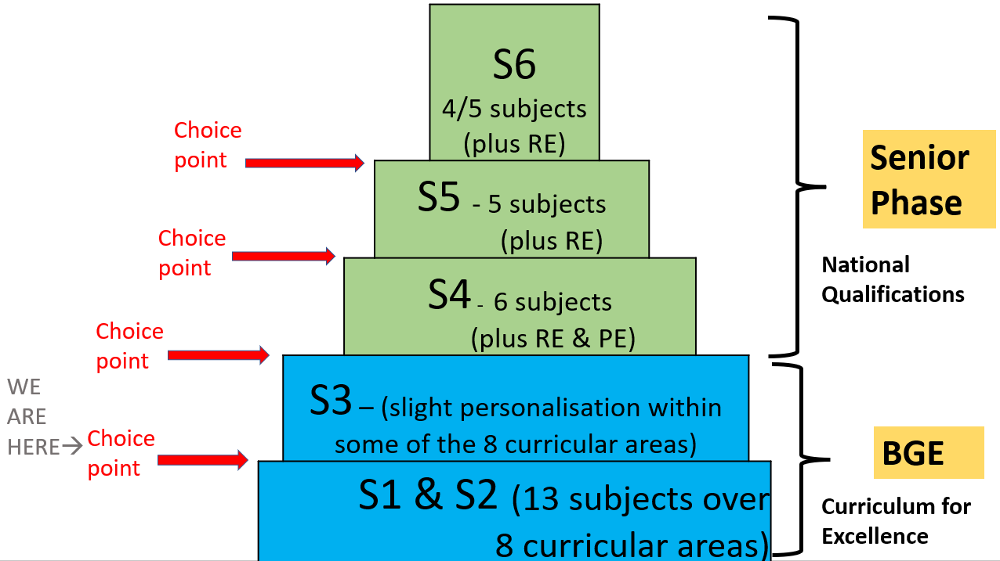 S6
4/5 subjects
(plus RE)
Choice
point
S5 - 5 subjects
(plus RE)
Choice
point
S4 - 6 subjects
(plus RE & PE)
Choice
point
S3 – (slight personalisation within
some of the 8 curricular areas)
WE
ARE
HERE→
Choice
point
S1 & S2 (13 subjects over
8 curricular areas)
Senior
Phase
National
Qualifications
BGE
Curriculum for
Excellence